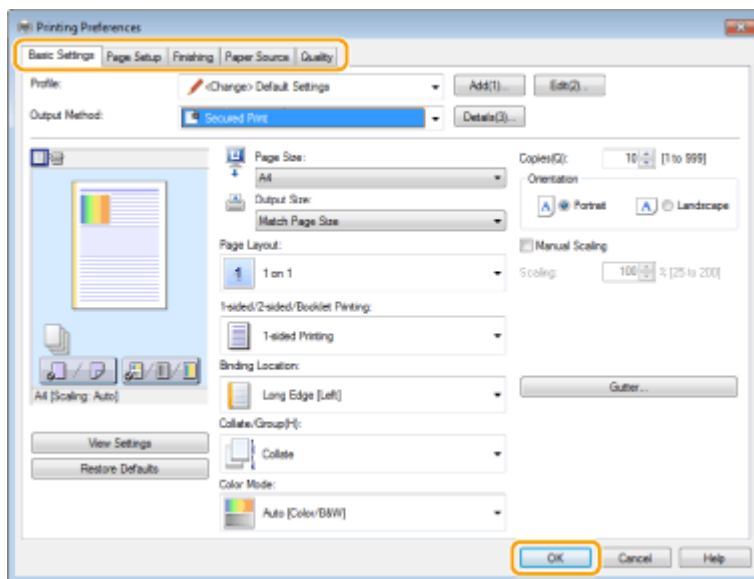 Printing Preferences
Basic Settings Page Setup Finishing Paper Source Quality
Profile: <Change> Default Settings Add(1)... Edit(2)...
Output Method: Secured Print Details(3)...
Page Size:
A4
Output Size:
Match Page Size
Page Layout:
1 1 on 1
1-sided/2-sided/Booklet Printing:
1-sided Printing
Binding Location:
Long Edge [Left]
Collate/Group(H):
Collate
Color Mode:
Auto [Color/B&W]
Copies(Q): 10 [1 to 999]
Orientation
A Portrait A Landscape
Manual Scaling
Scaling: 100 % [25 to 200]
Gutter...
A4 [Scaling: Auto]
View Settings
Restore Defaults
OK Cancel Help